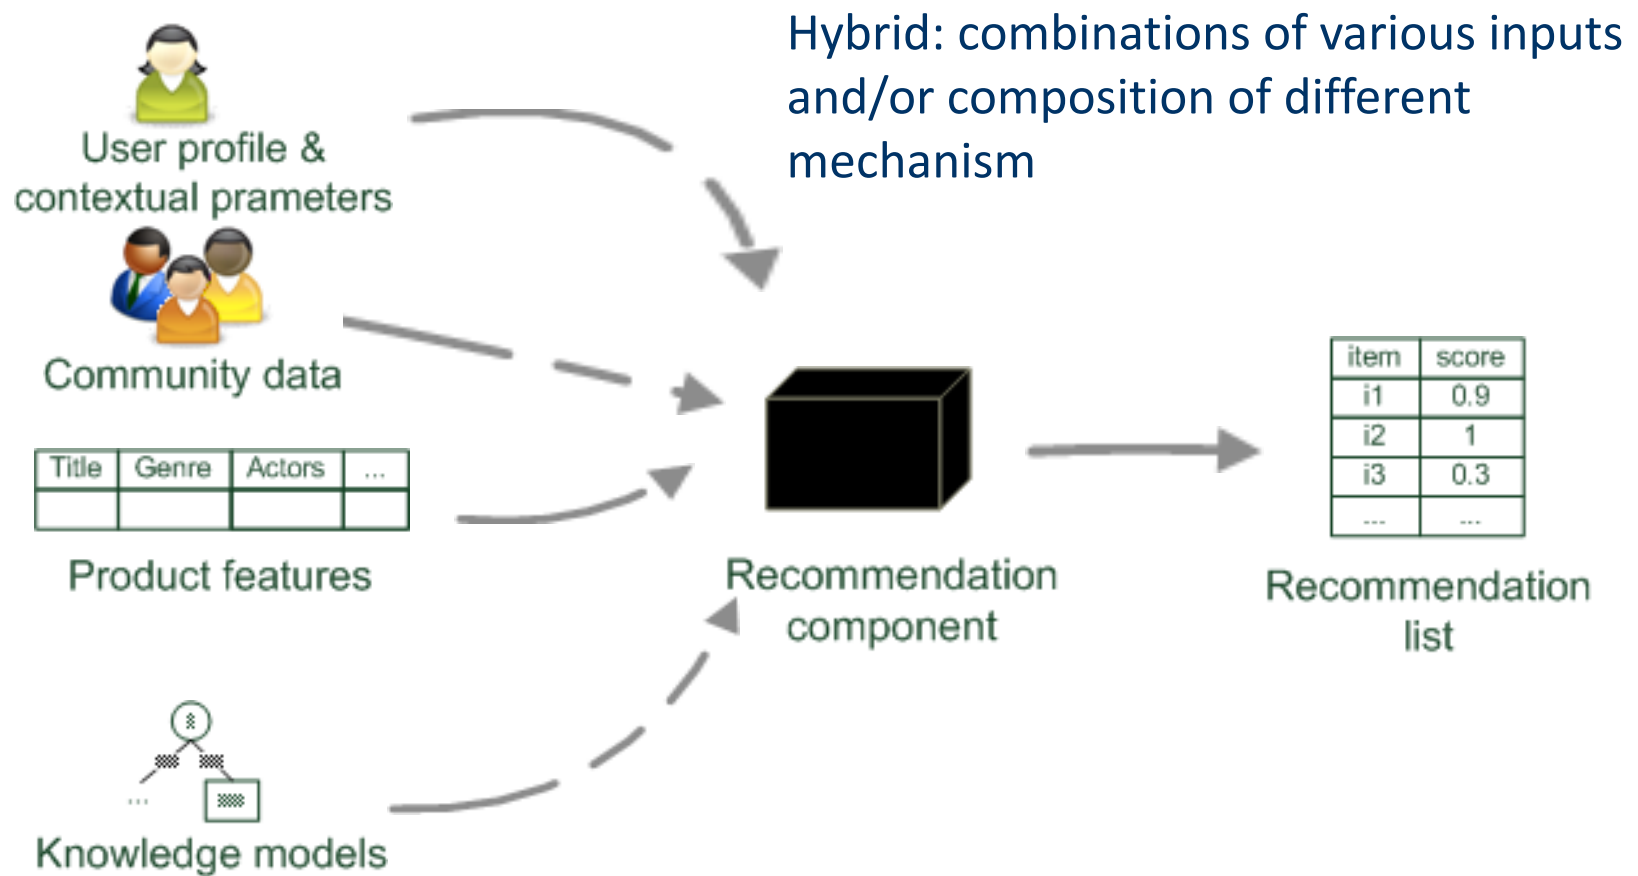 Hybrid: combinations of various inputs
and/or composition of different
mechanism
User profile &
contextual prameters
Community data
Title Genre Actors ...
Product features
...
Knowledge models
Recommendation
component
item score
i1 0.9
i2 1
i3 0.3
... ...
Recommendation
list